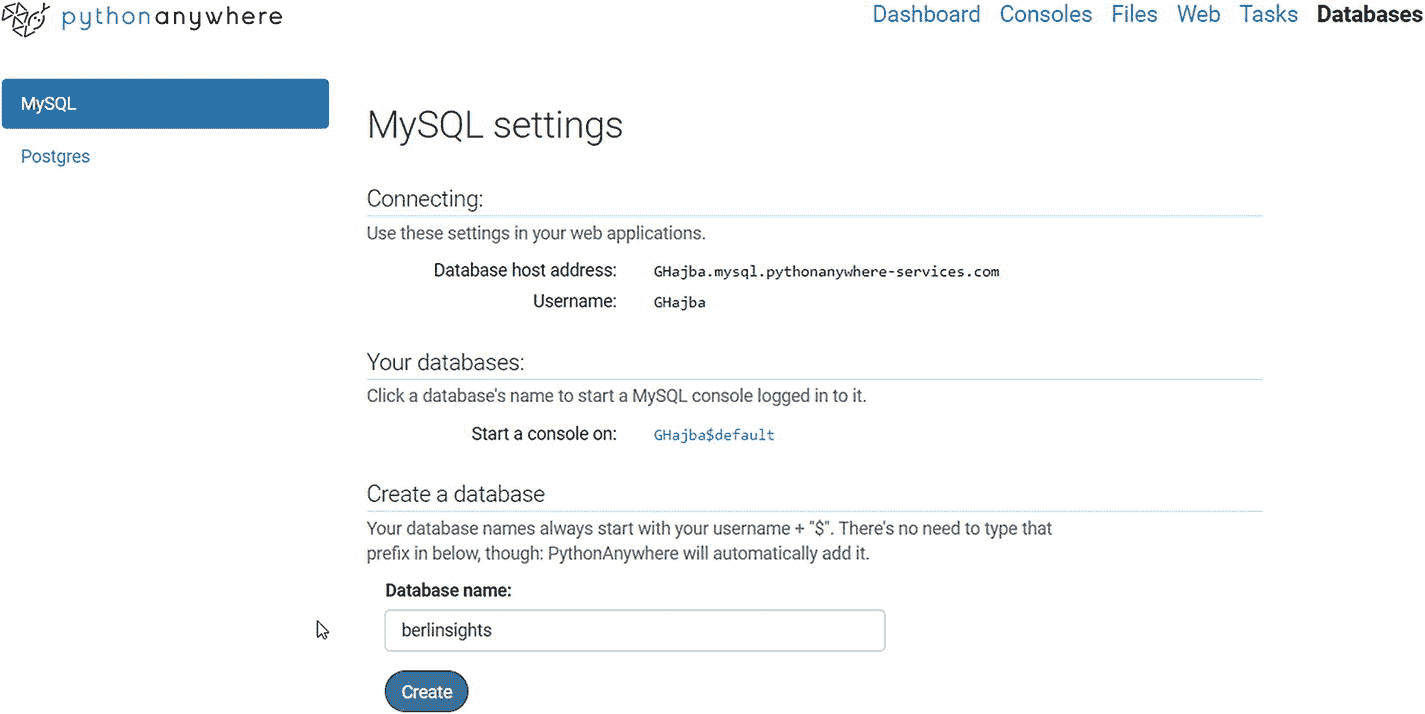 pythonanywhere
Dashboard Consoles Files Web Tasks Databases
MySQL
Postgres
MySQL settings
Connecting:
Use these settings in your web applications.
Database host address: GHajba.mysql.pythonanywhere-services.com
Username: GHajba
Your databases:
Click a database's name to start a MySQL console logged in to it.
Start a console on: GHajba$default
Create a database
Your database names always start with your username + "$". There's no need to type that
prefix in below, though: PythonAnywhere will automatically add it.
Database name:
berlinsights
Create